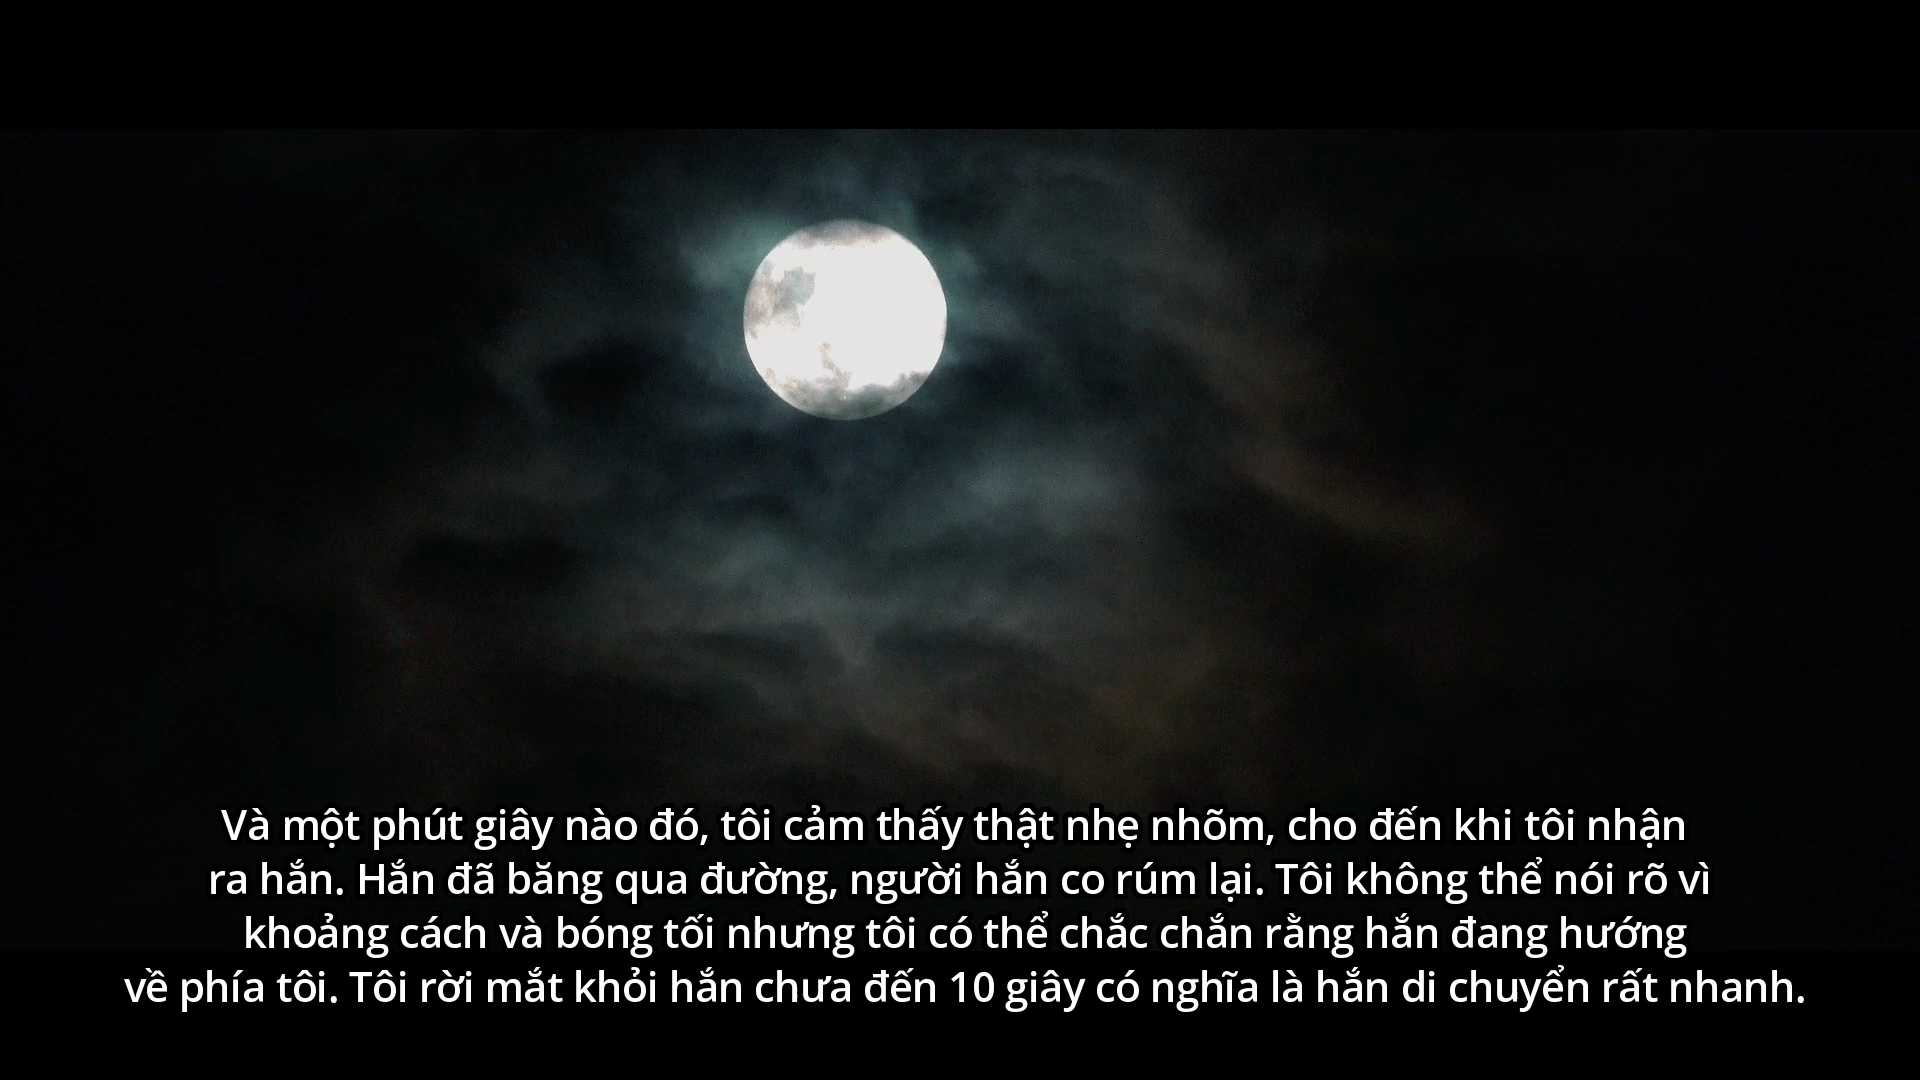 Và một phút giây nào đó, tôi cảm thấy thật nhẹ nhõm, cho đến khi tôi nhận
ra hắn. Hắn đã băng qua đường, người hắn co rúm lại. Tôi không thể nói rõ vì
khoảng cách và bóng tối nhưng tôi có thể chắc chắn rằng hắn đang hướng
về phía tôi. Tôi rời mắt khỏi hắn chưa đến 10 giây có nghĩa là hắn di chuyển rất nhanh.